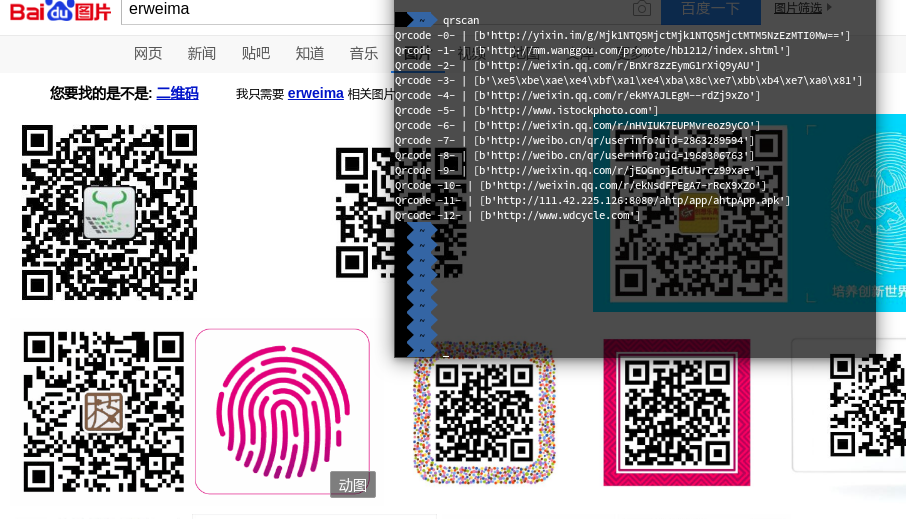 Bai du 图片
erweima
百度一下
图片筛选
网页 新闻 贴吧 知道 音乐 图片
您要找的是不是: 二维码
我只需要 erweima 相关图片
~ qrscan
Qrcode -0- | [b'http://yixin.im/g/Mjk1NTQ5MjctMjk1NTQ5MjctMTM5NzEzMTI0Mw==']
Qrcode -1- | [b'http://mm.wanggou.com/promote/hb1212/index.shtml']
Qrcode -2- | [b'http://weixin.qq.com/r/BnXr8zzEymG1rXiQ9yAU']
Qrcode -3- | [b'\xe5\xbe\xae\xe4\xbf\xa1\xe4\xba\x8c\xe7\xbb\xb4\xe7\xa0\x81']
Qrcode -4- | [b'http://weixin.qq.com/r/ekMYAJLEgM--rdZj9xZo']
Qrcode -5- | [b'http://www.istockphoto.com']
Qrcode -6- | [b'http://weixin.qq.com/r/nHVIUK7EUPMvreoz9yCO']
Qrcode -7- | [b'http://weibo.cn/qr/userinfo?uid=2863289594']
Qrcode -8- | [b'http://weibo.cn/qr/userinfo?uid=1968306763']
Qrcode -9- | [b'http://weixin.qq.com/r/jEOGnojEdtUJrcz99xae']
Qrcode -10- | [b'http://weixin.qq.com/r/ekNsdFPEgA7-rRcX9xZo']
Qrcode -11- | [b'http://111.42.225.126:8080/ahtp/app/ahtpApp.apk']
Qrcode -12- | [b'http://www.wdcycle.com']
~
~
~
~
~
~
~
~
~
培养创新世界
动图